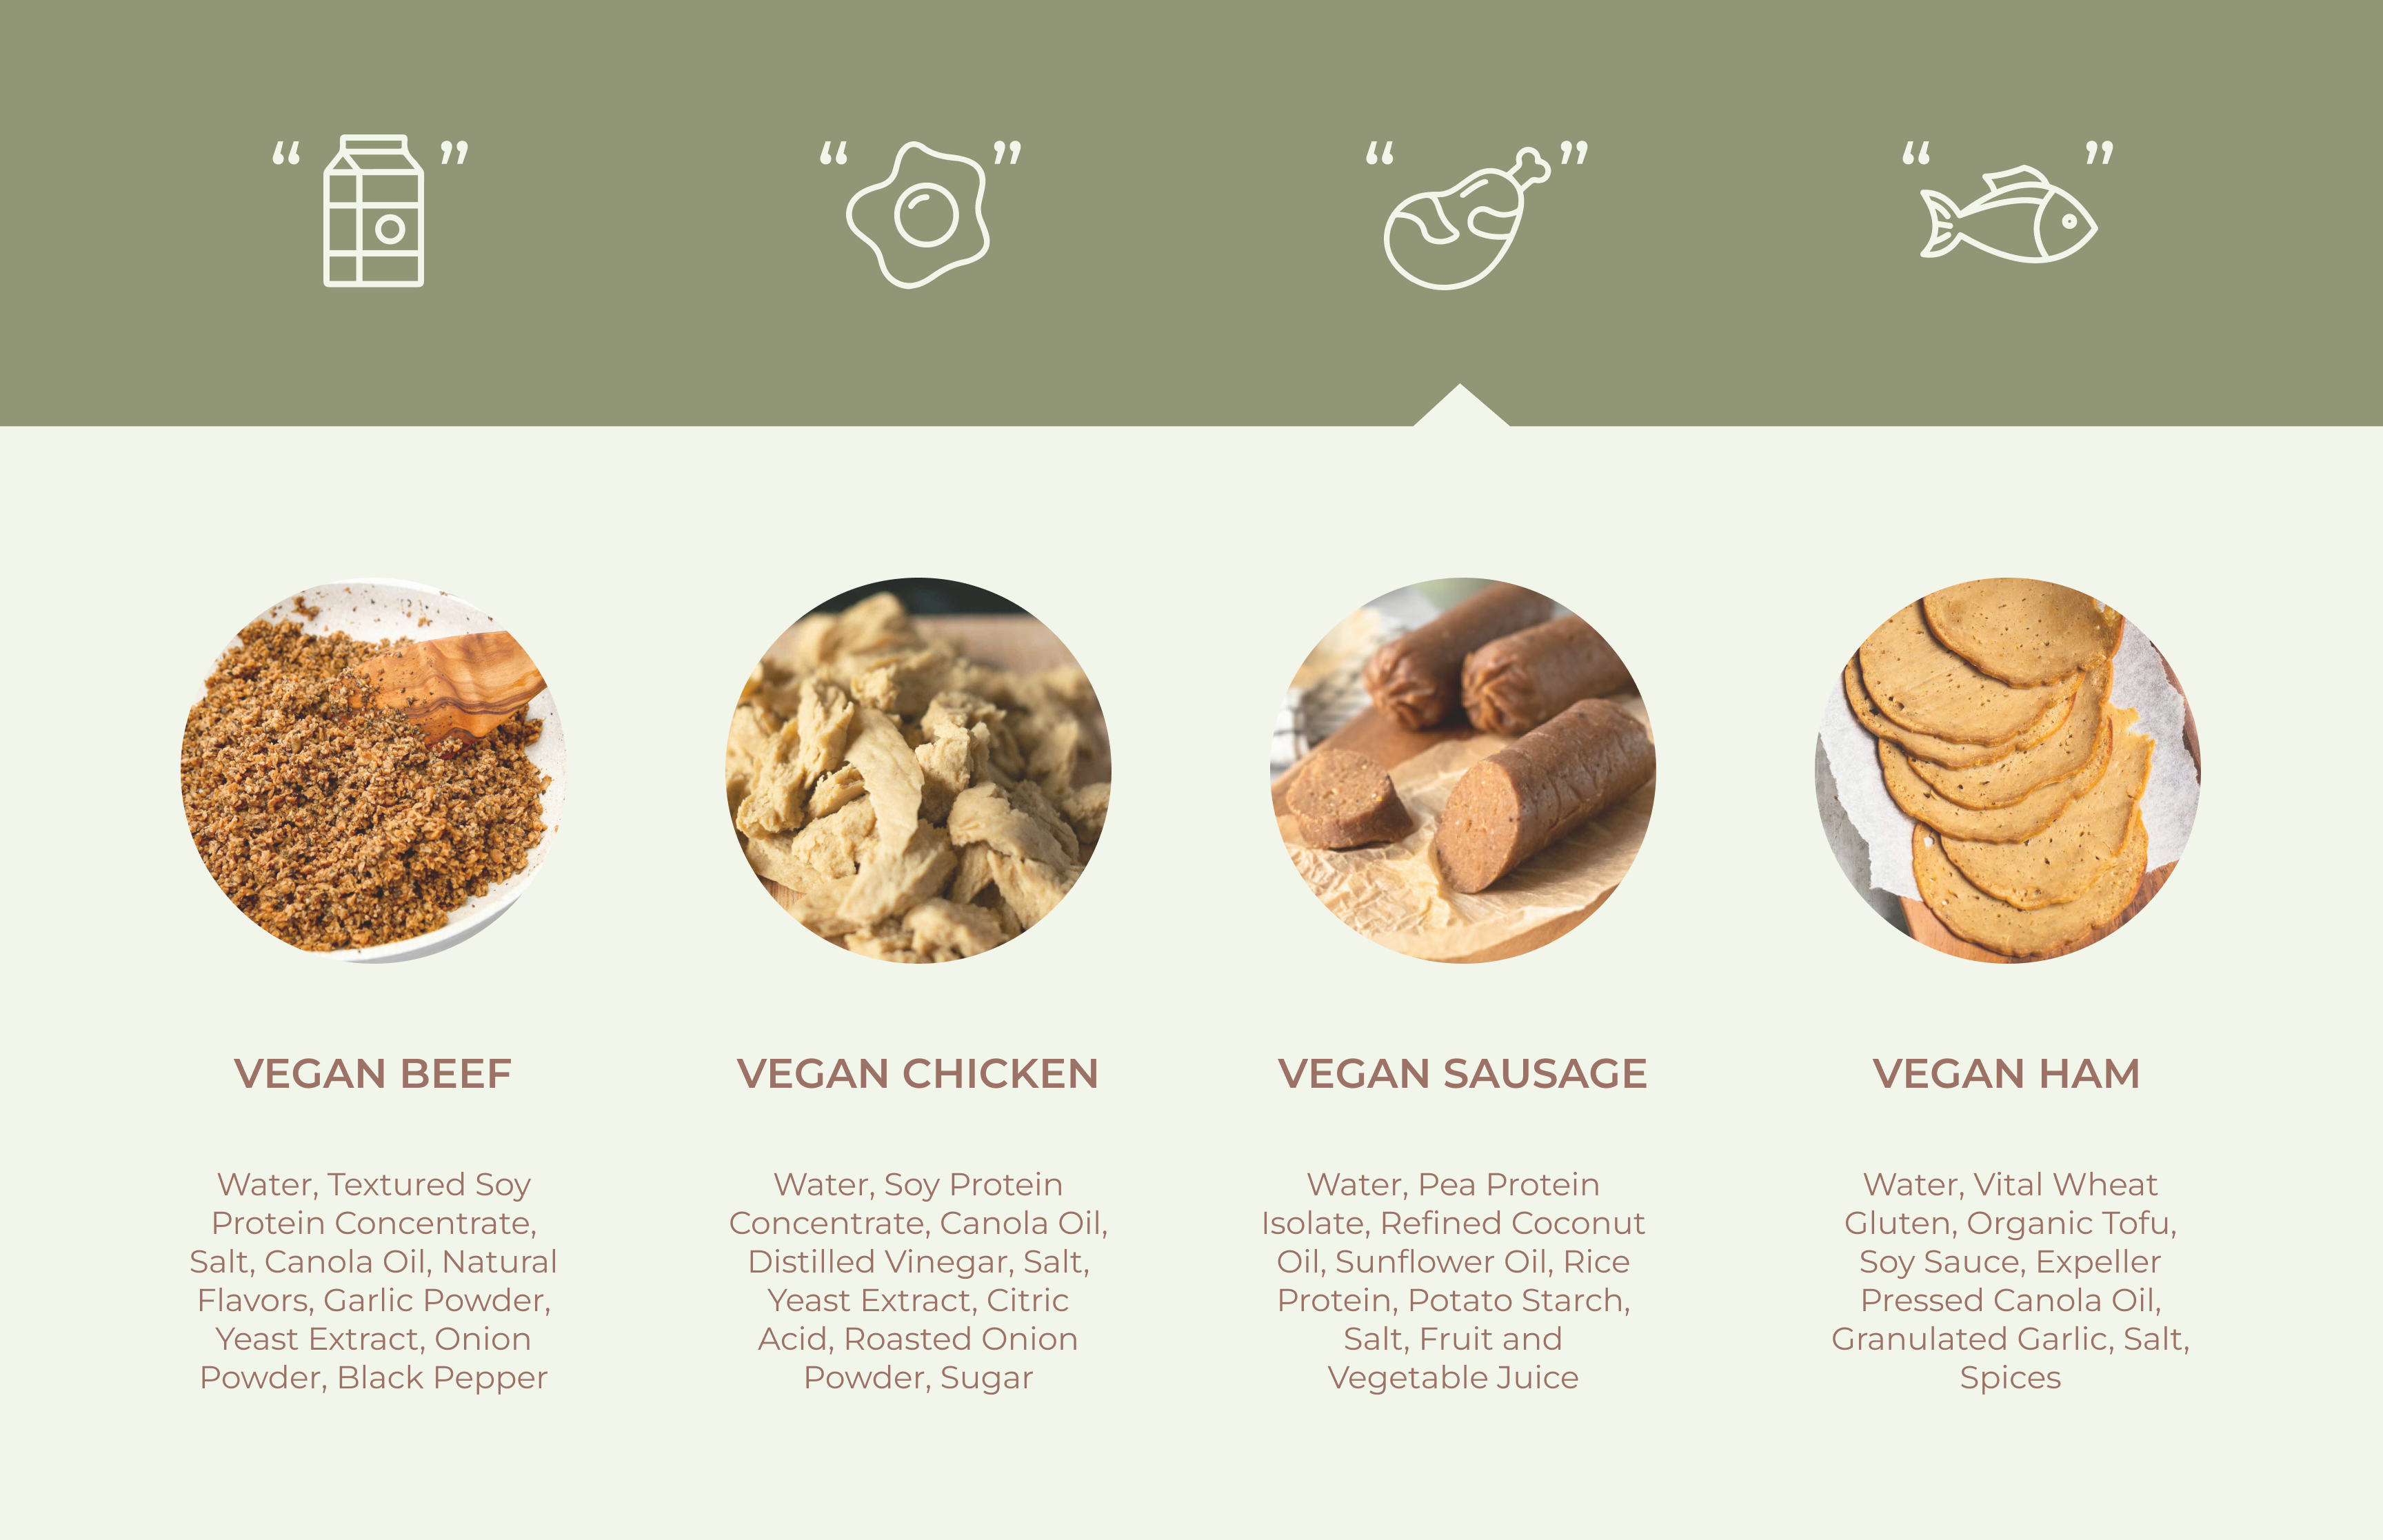 “ ”
“ ”
“ ”
“ ”
VEGAN BEEF
Water, Textured Soy
Protein Concentrate,
Salt, Canola Oil, Natural
Flavors, Garlic Powder,
Yeast Extract, Onion
Powder, Black Pepper
VEGAN CHICKEN
Water, Soy Protein
Concentrate, Canola Oil,
Distilled Vinegar, Salt,
Yeast Extract, Citric
Acid, Roasted Onion
Powder, Sugar
VEGAN SAUSAGE
Water, Pea Protein
Isolate, Refined Coconut
Oil, Sunflower Oil, Rice
Protein, Potato Starch,
Salt, Fruit and
Vegetable Juice
VEGAN HAM
Water, Vital Wheat
Gluten, Organic Tofu,
Soy Sauce, Expeller
Pressed Canola Oil,
Granulated Garlic, Salt,
Spices